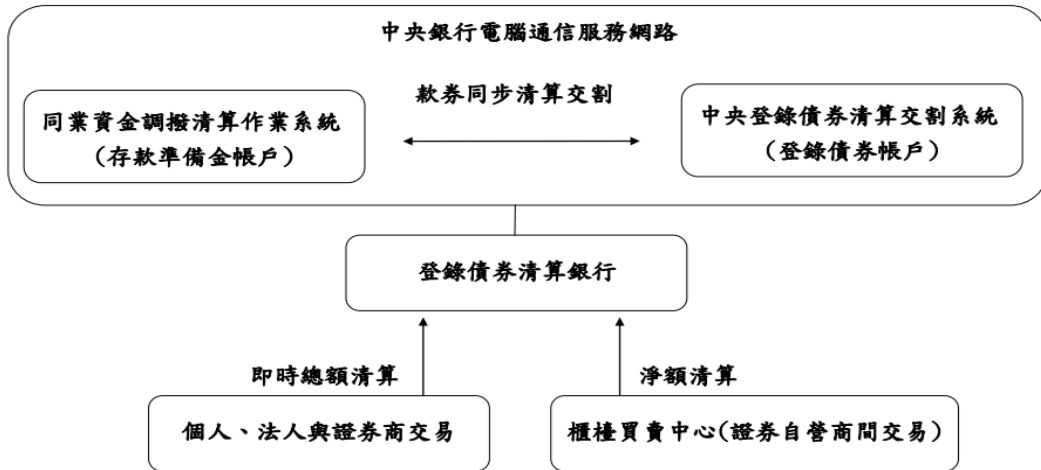 中央銀行電腦通信服務網路
款券同步清算交割
同業資金調撥清算作業系統
(存款準備金帳戶)
中央登錄債券清算交割系統
(登錄債券帳戶)
登錄債券清算銀行
即時總額清算
淨額清算
個人、法人與證券商交易
櫃檯買賣中心(證券自營商間交易)